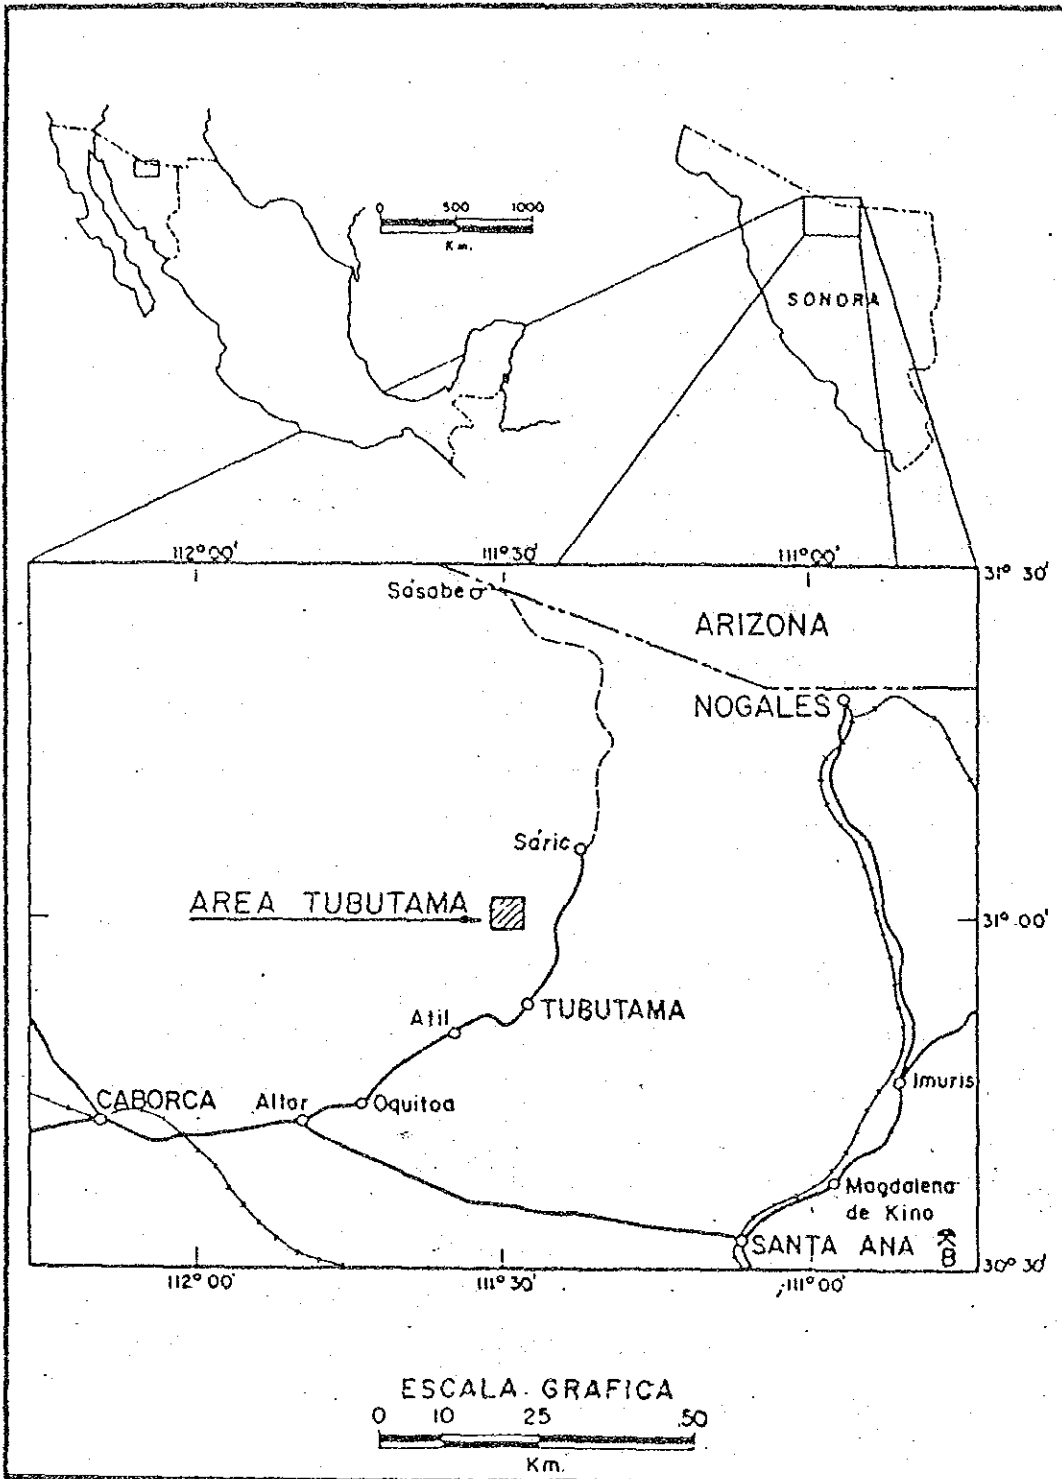 0 500 1000
Km.
SONORA
112° 00'
111° 30'
111° 00'
31° 30'
Sásabe
ARIZONA
NOGALES
Sáric
AREA TUBUTAMA
31° 00'
TUBUTAMA
Atil
Imuris
CABORCA
Altar
Oquitoa
Magdalena
de Kino
SANTA ANA
B
30° 30'
112° 00'
111° 30'
111° 00'
ESCALA GRAFICA
0 10 25 50
Km.